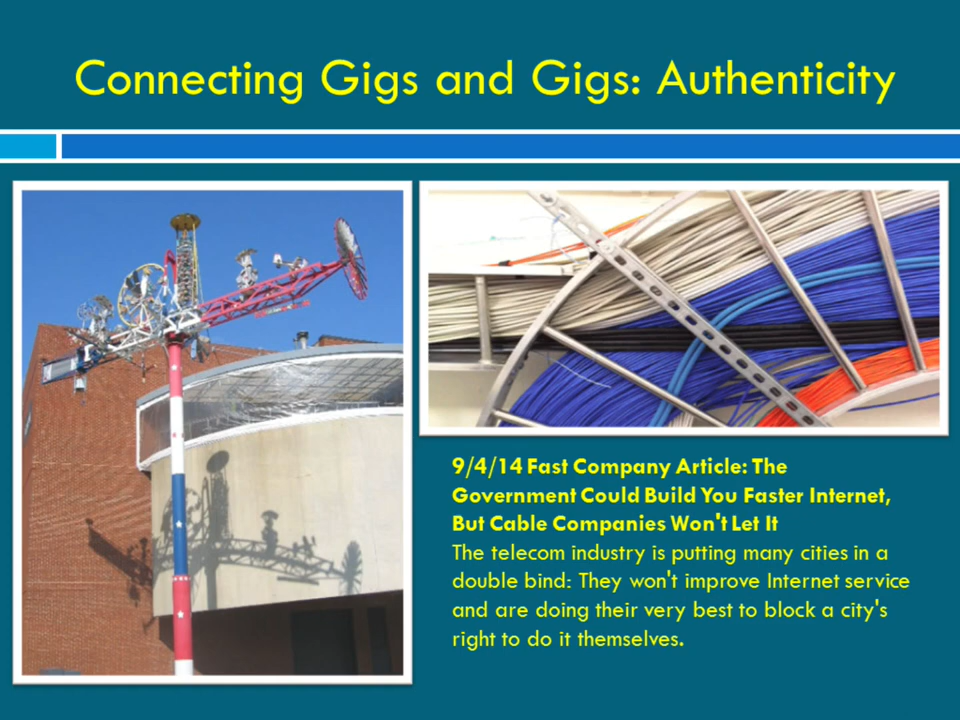 Connecting Gigs and Gigs: Authenticity
9/4/14 Fast Company Article: The
Government Could Build You Faster Internet,
But Cable Companies Won't Let It
The telecom industry is putting many cities in a
double bind: They won't improve Internet service
and are doing their very best to block a city's
right to do it themselves.